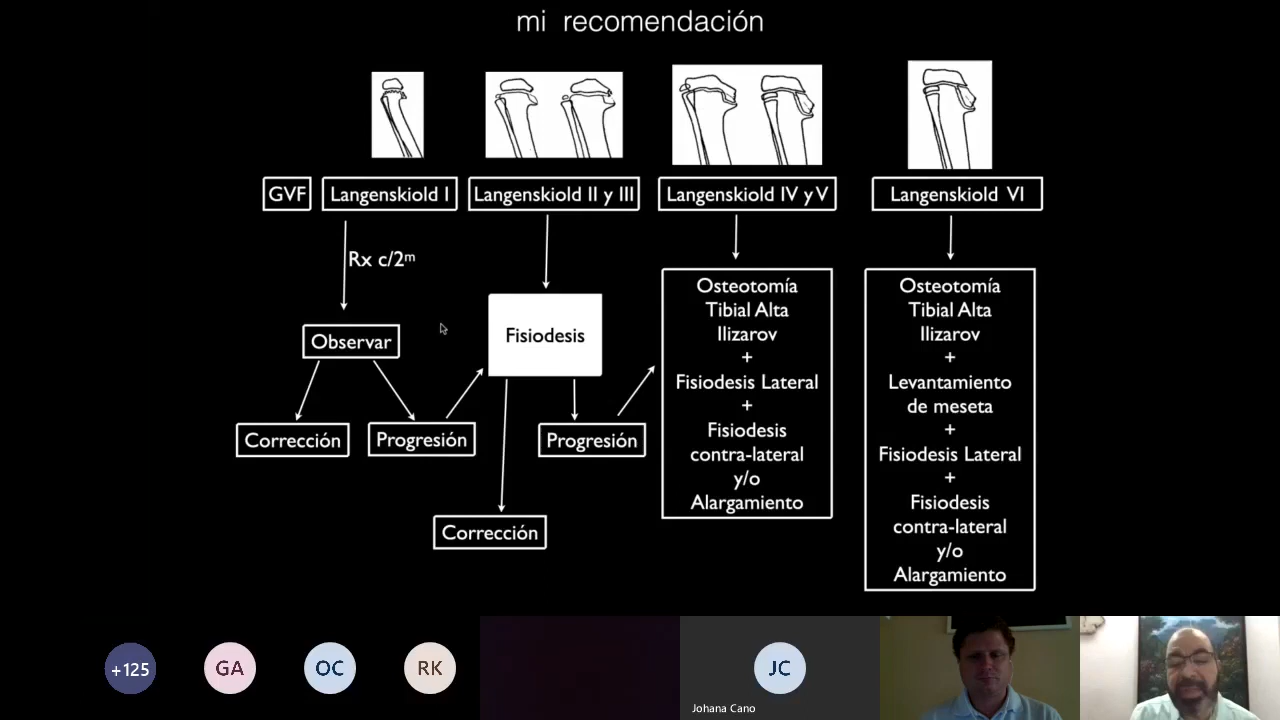 mi recomendación
GVF
Langenskiold I
Langenskiold II y III
Langenskiold IV y V
Langenskiold VI
Rx c/2ᵐ
Observar
Corrección
Progresión
Fisiodesis
Corrección
Progresión
Osteotomía
Tibial Alta
Ilizarov
+
Fisiodesis Lateral
+
Fisiodesis
contra-lateral
y/o
Alargamiento
Osteotomía
Tibial Alta
Ilizarov
+
Levantamiento
de meseta
+
Fisiodesis Lateral
+
Fisiodesis
contra-lateral
y/o
Alargamiento
+125
GA
OC
RK
JC
Johana Cano